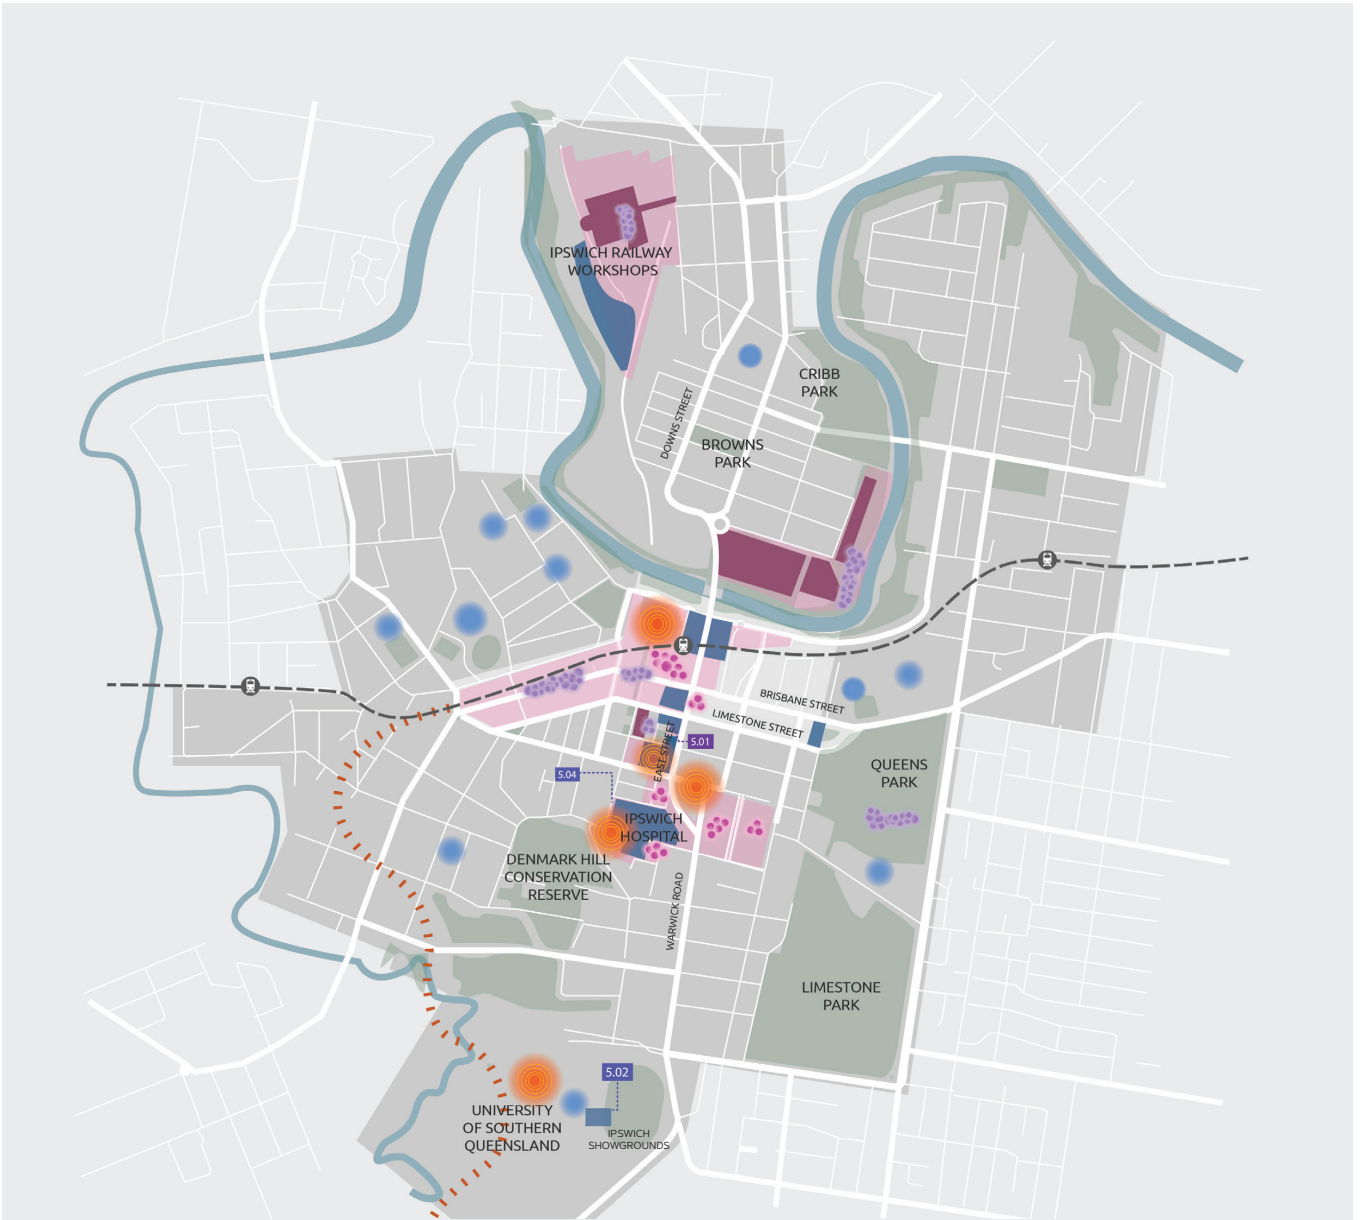 IPSWICH RAILWAY
WORKSHOPS
CRIBB
PARK
DOWNS STREET
BROWNS
PARK
BRISBANE STREET
LIMESTONE STREET
EAST STREET
5.01
5.04
QUEENS
PARK
IPSWICH
HOSPITAL
DENMARK HILL
CONSERVATION
RESERVE
WARWICK ROAD
LIMESTONE
PARK
5.02
UNIVERSITY
OF SOUTHERN
QUEENSLAND
IPSWICH
SHOWGROUNDS